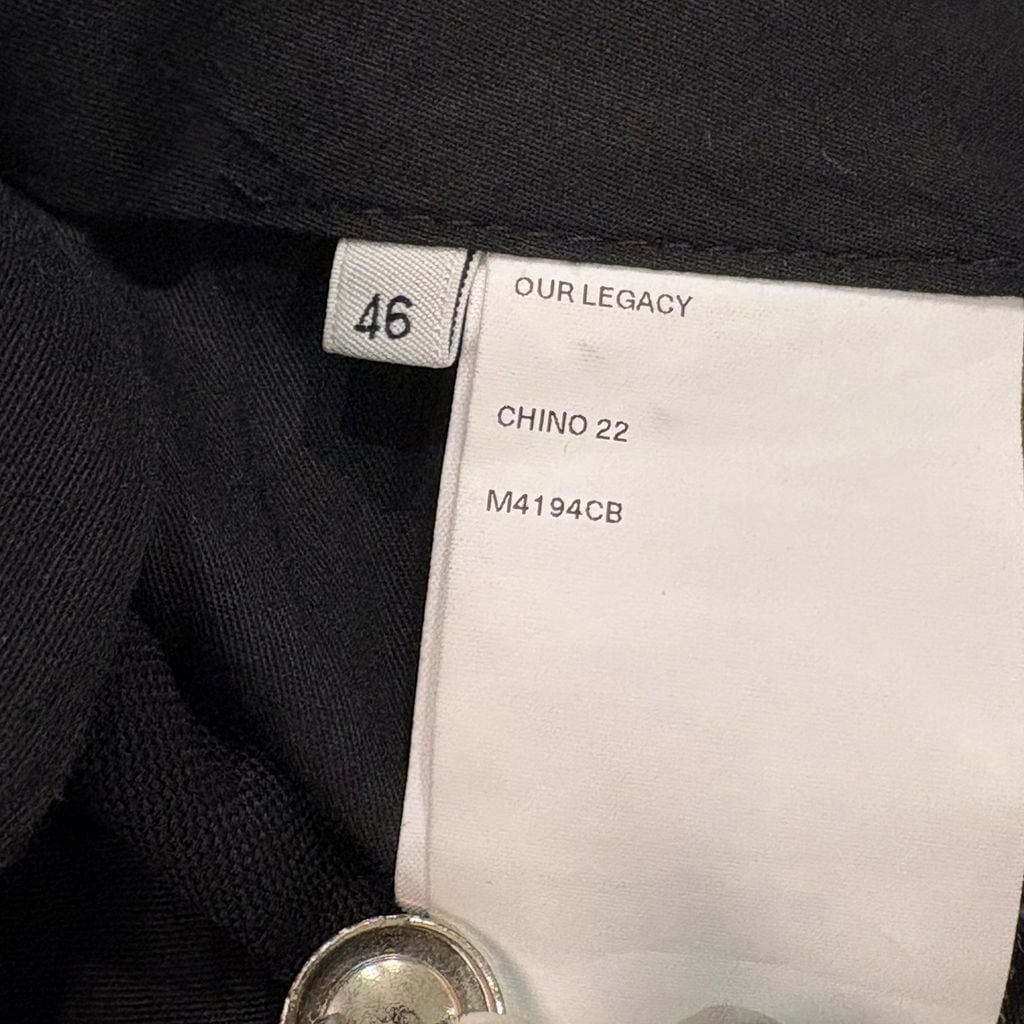 46
OUR LEGACY
CHINO 22
M4194CB